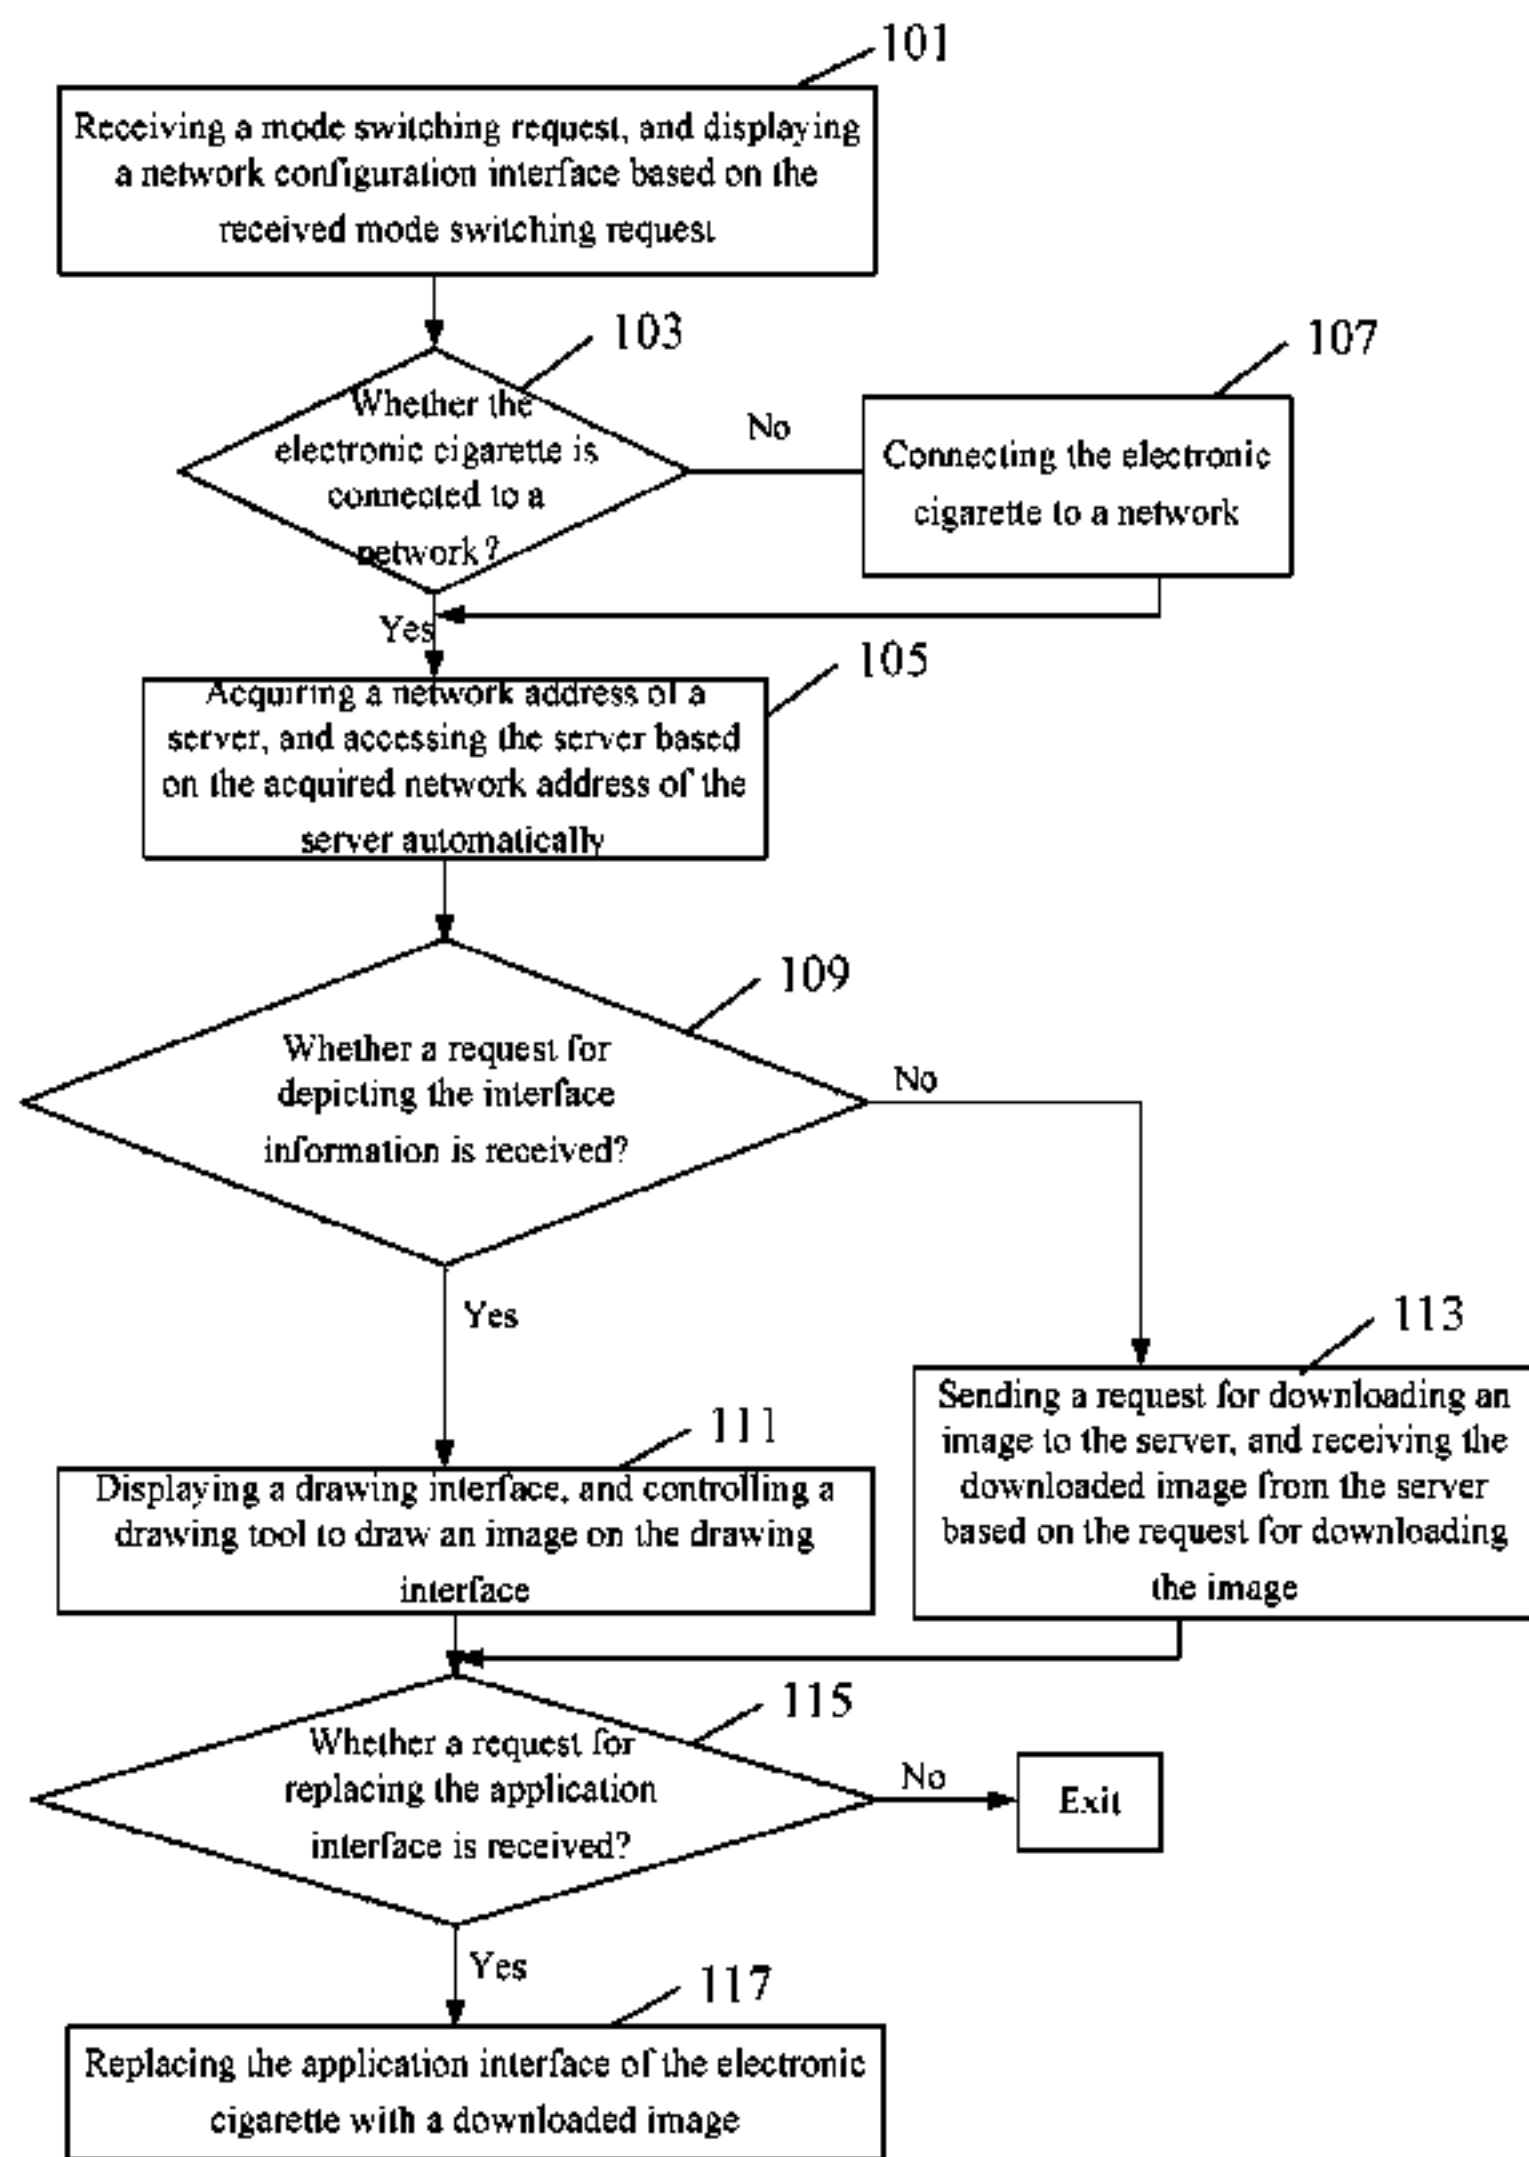 101
Receiving a mode switching request, and displaying
a network configuration interface based on the
received mode switching request
103
Whether the
electronic cigarette is
connected to a
network?
No
107
Connecting the electronic
cigarette to a network
Yes
105
Acquiring a network address of a
server, and accessing the server based
on the acquired network address of the
server automatically
109
Whether a request for
depicting the interface
information is received?
No
Yes
113
Sending a request for downloading an
image to the server, and receiving the
downloaded image from the server
based on the request for downloading
the image
111
Displaying a drawing interface, and controlling a
drawing tool to draw an image on the drawing
interface
115
Whether a request for
replacing the application
interface is received?
No
Exit
Yes
117
Replacing the application interface of the electronic
cigarette with a downloaded image